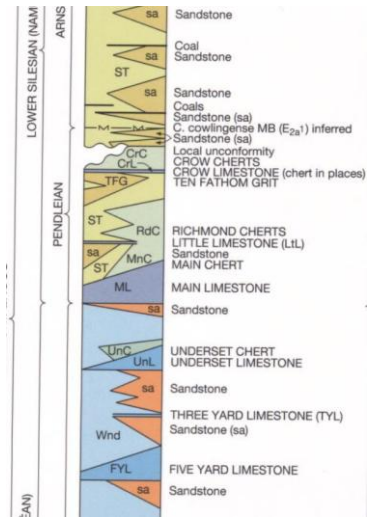 LOWER SILESIAN (NAM
ARNS
PENDLEIAN
EAN)
sa
Sandstone
Coal
sa
Sandstone
ST
sa
Sandstone
Coals
Sandstone (sa)
M
M
C. cowlingense MB (E2a1) inferred
Sandstone (sa)
Local unconformity
CrC
CROW CHERTS
CrL
CROW LIMESTONE (chert in places)
TFG
TEN FATHOM GRIT
ST
RdC
RICHMOND CHERTS
LITTLE LIMESTONE (LtL)
sa
Sandstone
ST
MnC
MAIN CHERT
ML
MAIN LIMESTONE
sa
Sandstone
UnC
UNDERSET CHERT
UnL
UNDERSET LIMESTONE
sa
Sandstone
THREE YARD LIMESTONE (TYL)
Sandstone (sa)
Wnd
FYL
FIVE YARD LIMESTONE
sa
Sandstone